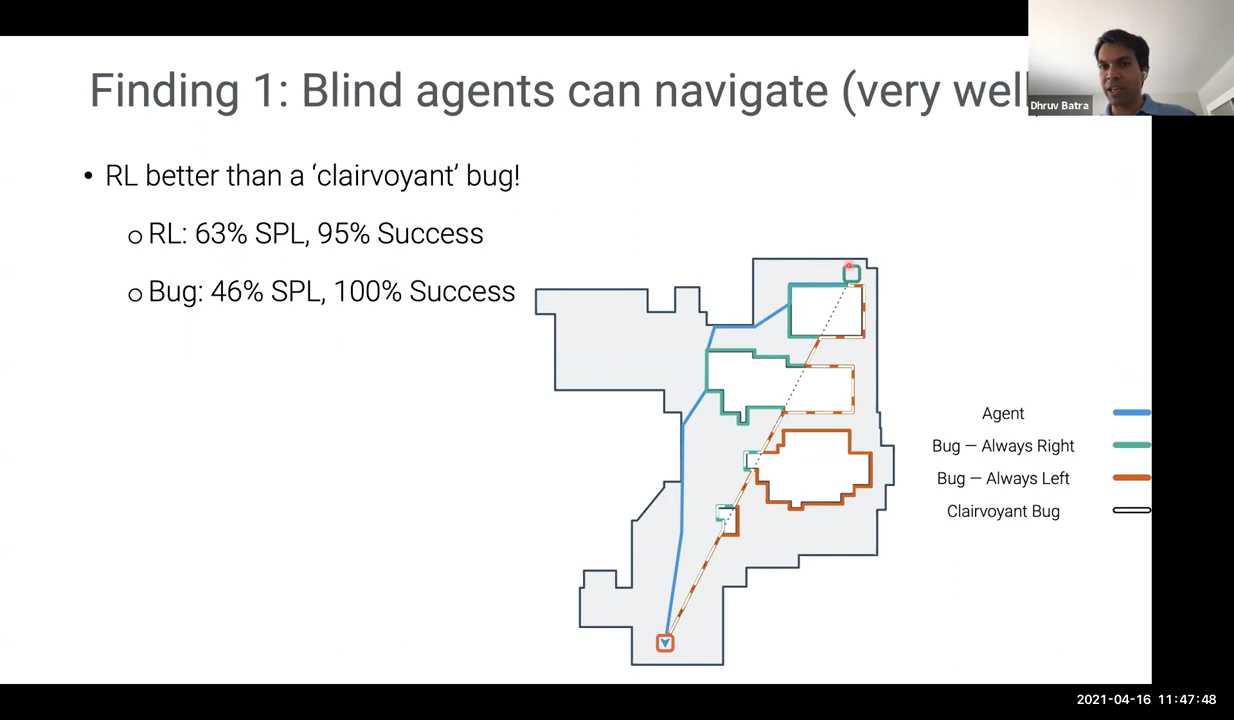 Finding 1: Blind agents can navigate (very well
Dhruv Batra
• RL better than a ‘clairvoyant’ bug!
o RL: 63% SPL, 95% Success
o Bug: 46% SPL, 100% Success
Agent
Bug — Always Right
Bug — Always Left
Clairvoyant Bug
2021-04-16 11:47:48